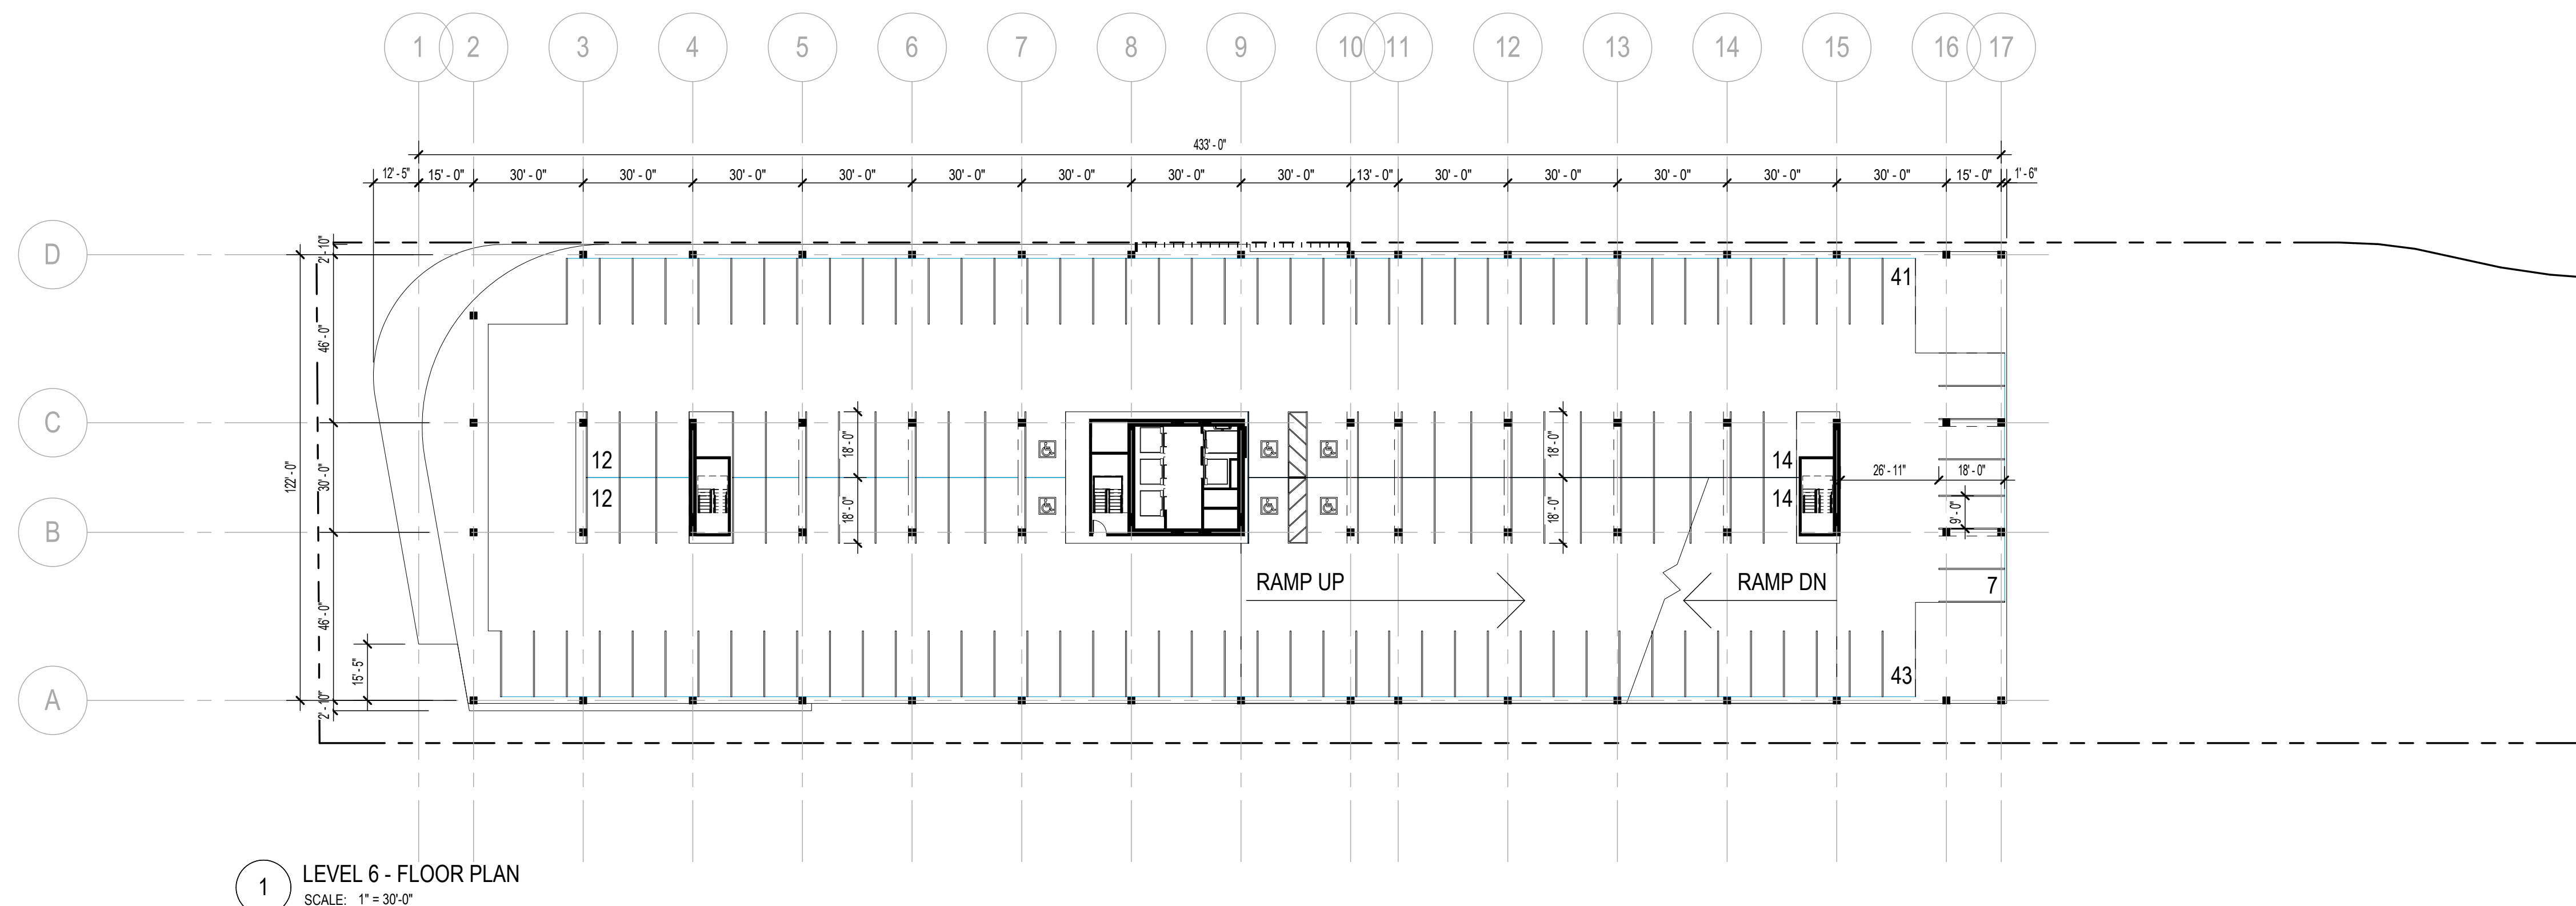 1 2 3 4 5 6 7 8 9 10 11 12 13 14 15 16 17
433' - 0"
12' - 5" 15' - 0" 30' - 0" 30' - 0" 30' - 0" 30' - 0" 30' - 0" 30' - 0" 30' - 0" 30' - 0" 13' - 0" 30' - 0" 30' - 0" 30' - 0" 30' - 0" 30' - 0" 15' - 0" 1' - 6"
D
2' - 10"
41
46' - 0"
C
18' - 0" 18' - 0"
12 14
26' - 11" 18' - 0"
122' - 0" 30' - 0"
12 14
18' - 0" 18' - 0" 9' - 0"
B
RAMP UP RAMP DN
7
46' - 0"
15' - 5"
43
A
2' - 10"
1 LEVEL 6 - FLOOR PLAN
SCALE: 1" = 30'-0"